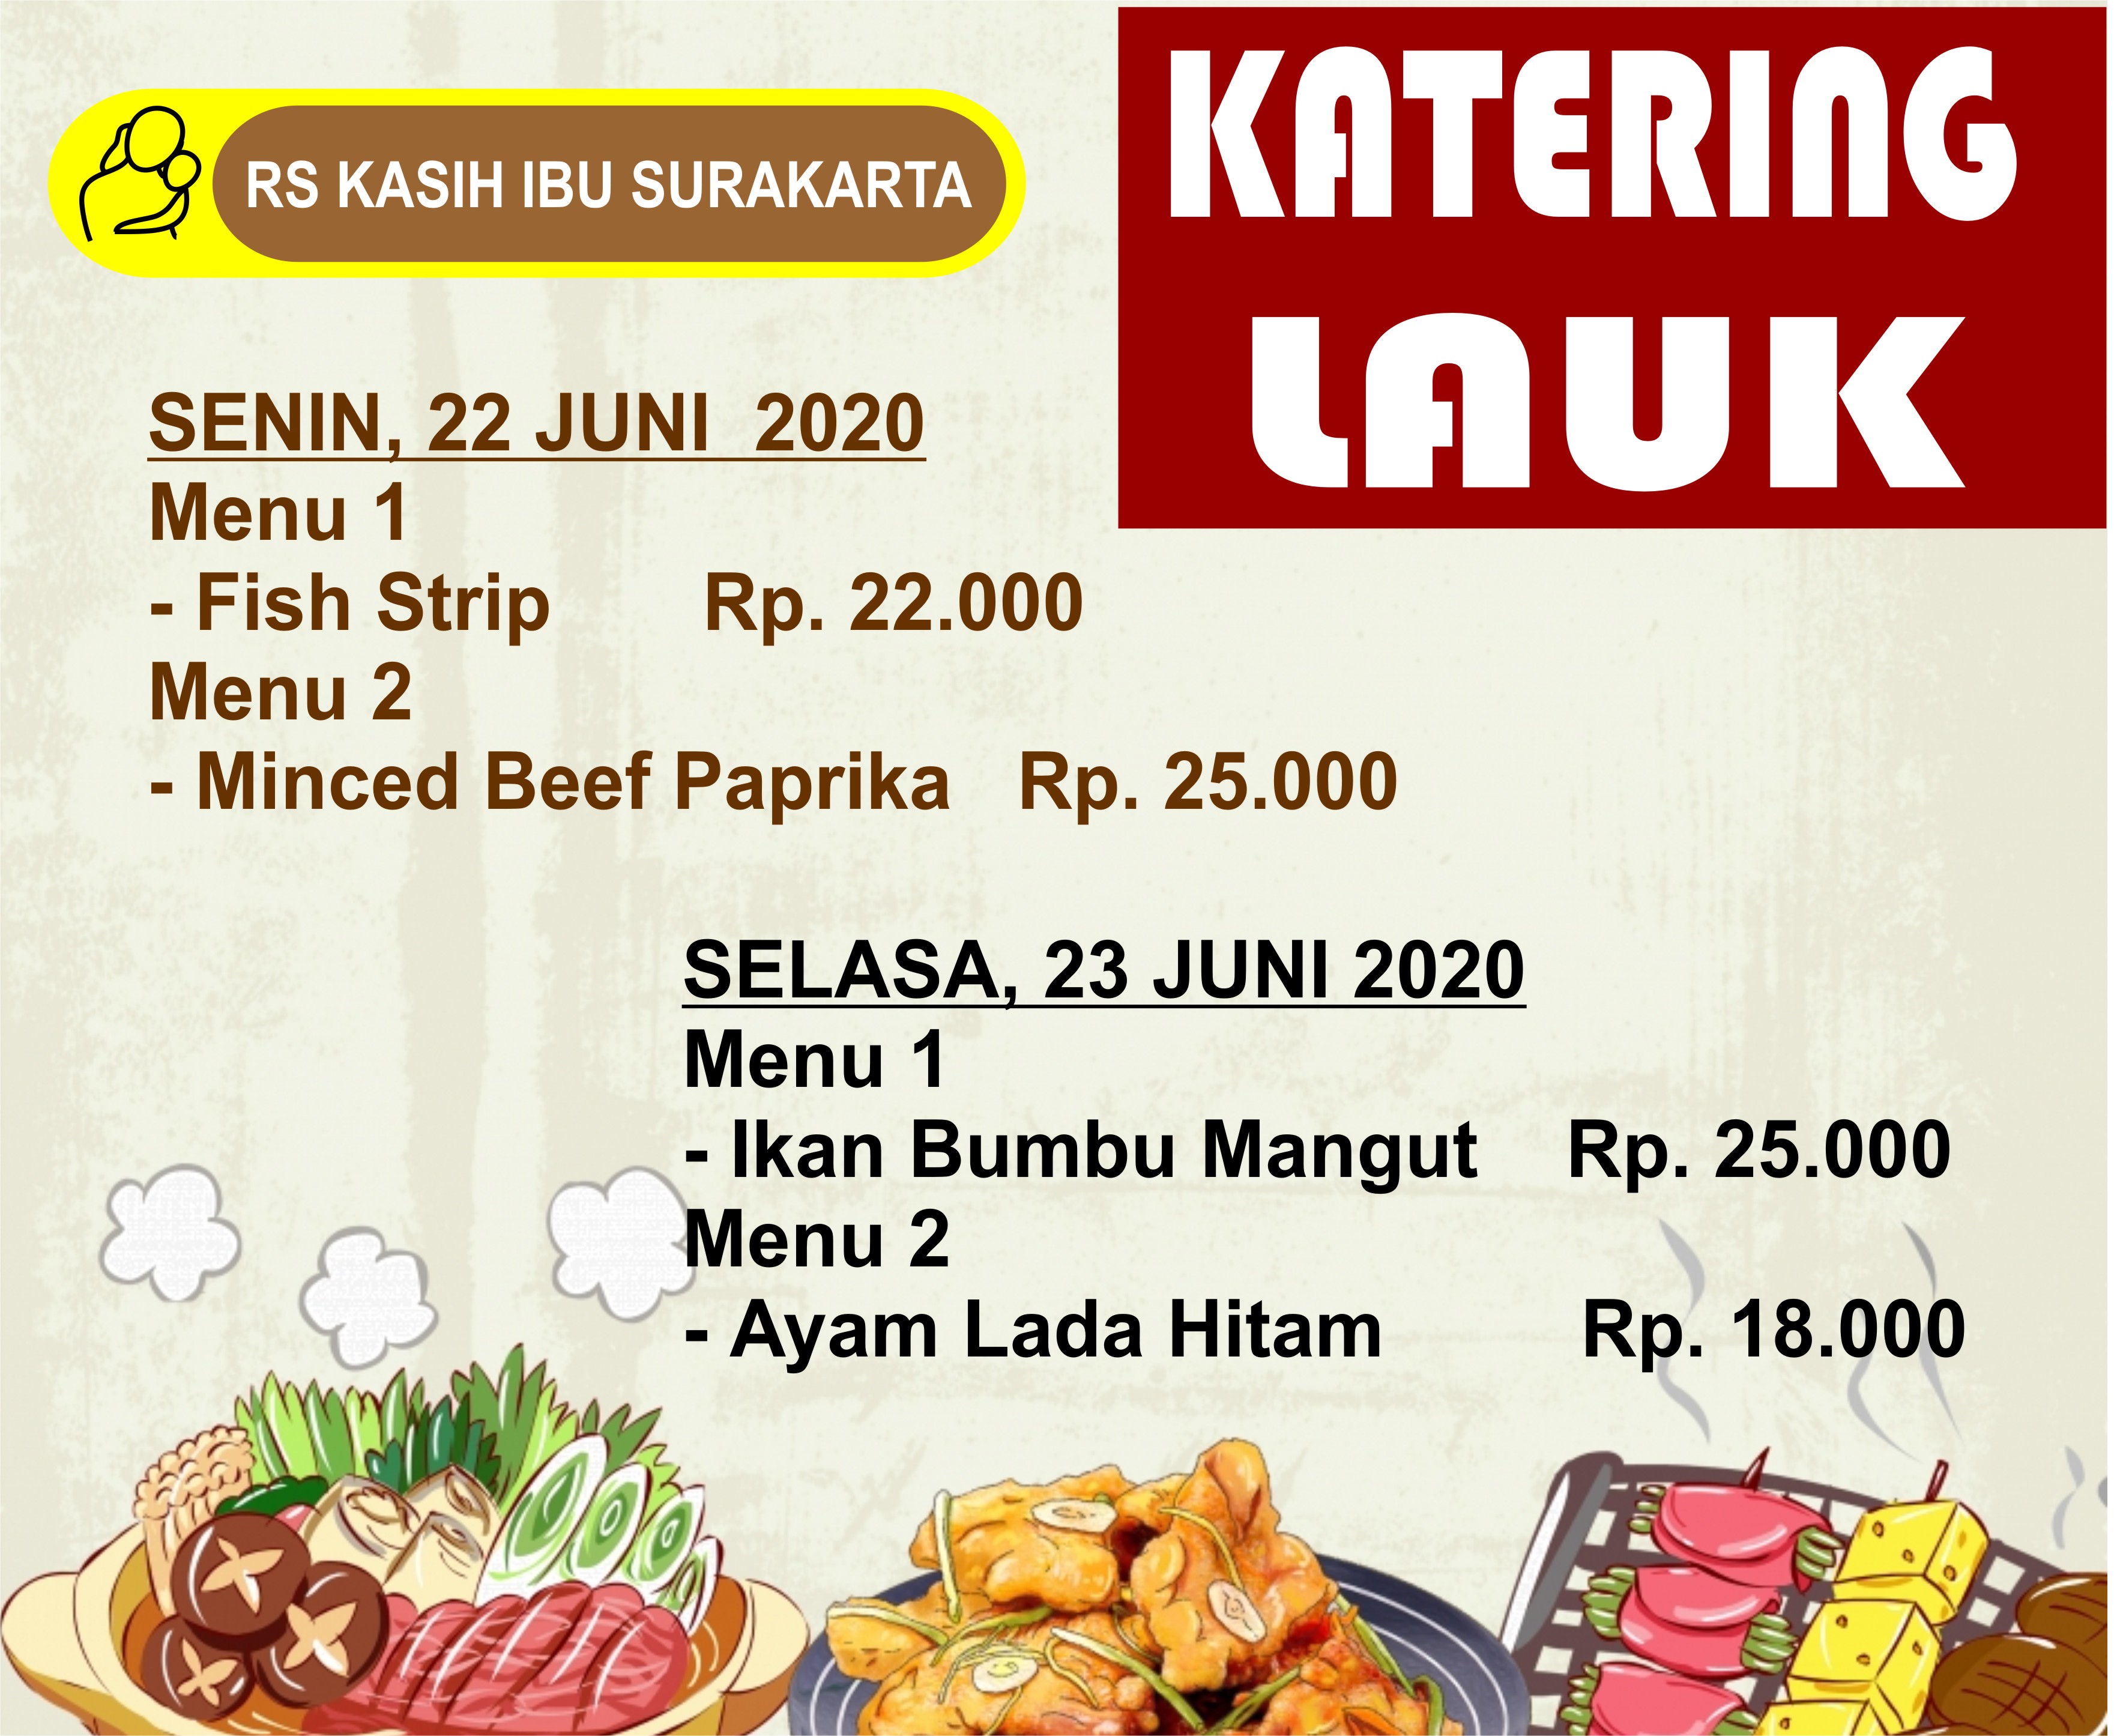 KATERING
LAUK
RS KASIH IBU SURAKARTA
SENIN, 22 JUNI 2020
Menu 1
- Fish Strip Rp. 22.000
Menu 2
- Minced Beef Paprika Rp. 25.000
SELASA, 23 JUNI 2020
Menu 1
- Ikan Bumbu Mangut Rp. 25.000
Menu 2
- Ayam Lada Hitam Rp. 18.000